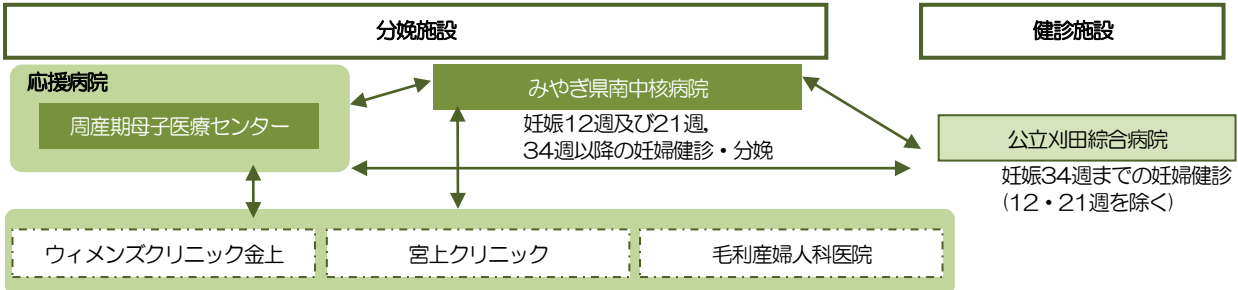 分娩施設
健診施設
応援病院
周産期母子医療センター
みやぎ県南中核病院
妊娠12週及び21週,
34週以降の妊婦健診・分娩
公立刈田綜合病院
妊娠34週までの妊婦健診
(12・21週を除く)
ウィメンズクリニック金上
宮上クリニック
毛利産婦人科医院